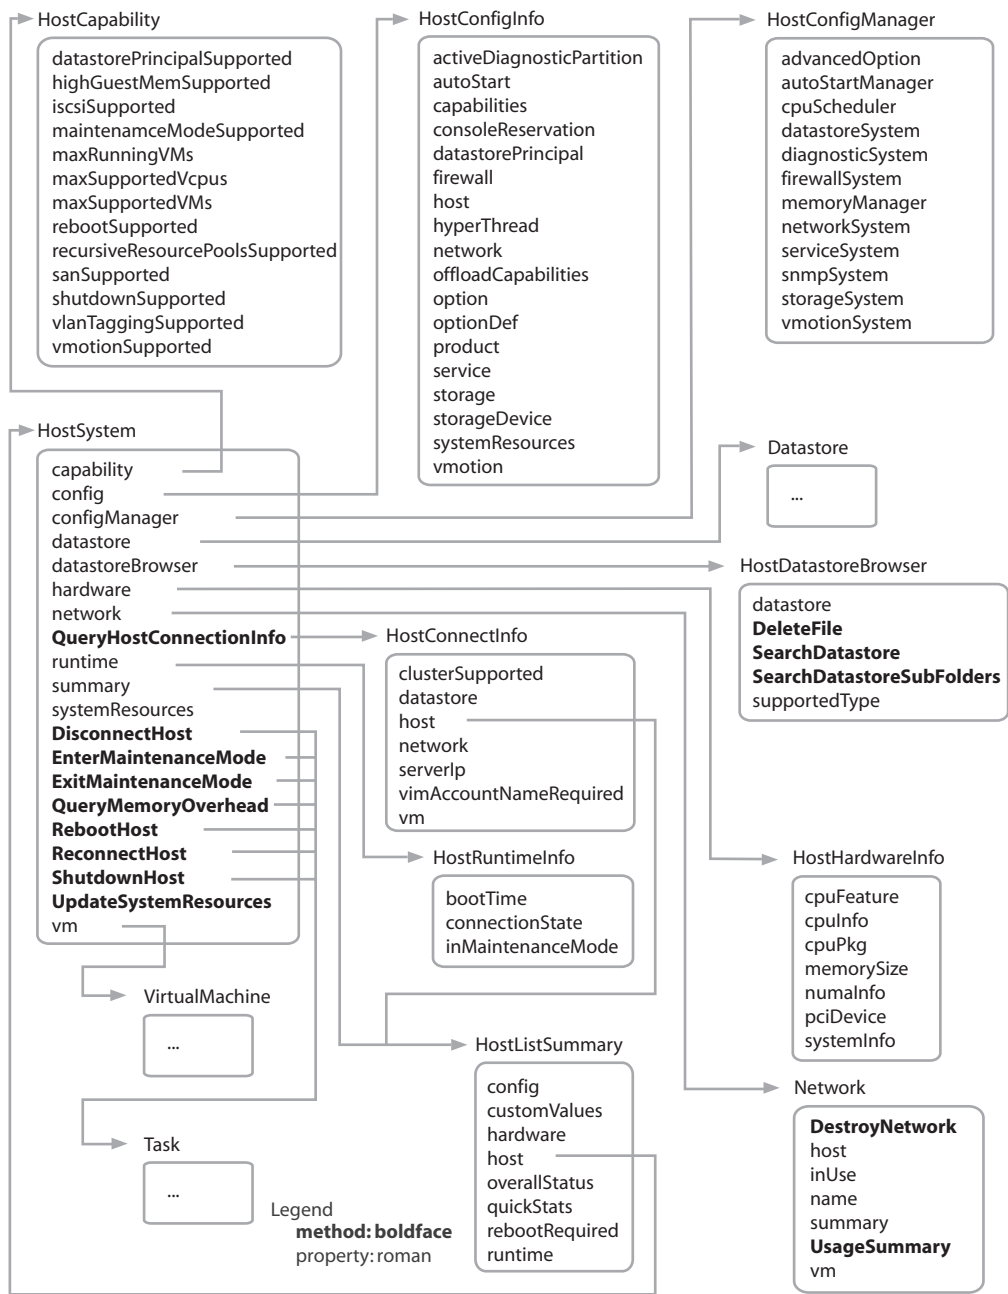 HostCapability
datastorePrincipalSupported
highGuestMemSupported
iscsiSupported
maintenamceModeSupported
maxRunningVMs
maxSupportedVcpus
maxSupportedVMs
rebootSupported
recursiveResourcePoolsSupported
sanSupported
shutdownSupported
vlanTaggingSupported
vmotionSupported
HostConfigInfo
activeDiagnosticPartition
autoStart
capabilities
consoleReservation
datastorePrincipal
firewall
host
hyperThread
network
offloadCapabilities
option
optionDef
product
service
storage
storageDevice
systemResources
vmotion
HostConfigManager
advancedOption
autoStartManager
cpuScheduler
datastoreSystem
diagnosticSystem
firewallSystem
memoryManager
networkSystem
serviceSystem
snmpSystem
storageSystem
vmotionSystem
HostSystem
capability
config
configManager
datastore
datastoreBrowser
hardware
network
QueryHostConnectionInfo
runtime
summary
systemResources
DisconnectHost
EnterMaintenanceMode
ExitMaintenanceMode
QueryMemoryOverhead
RebootHost
ReconnectHost
ShutdownHost
UpdateSystemResources
vm
Datastore
...
HostDatastoreBrowser
datastore
DeleteFile
SearchDatastore
SearchDatastoreSubFolders
supportedType
HostConnectInfo
clusterSupported
datastore
host
network
serverIp
vimAccountNameRequired
vm
HostRuntimeInfo
bootTime
connectionState
inMaintenanceMode
HostHardwareInfo
cpuFeature
cpuInfo
cpuPkg
memorySize
numaInfo
pciDevice
systemInfo
VirtualMachine
...
HostListSummary
config
customValues
hardware
host
overallStatus
quickStats
rebootRequired
runtime
Network
DestroyNetwork
host
inUse
name
summary
UsageSummary
vm
Task
...
Legend
method: boldface
property: roman